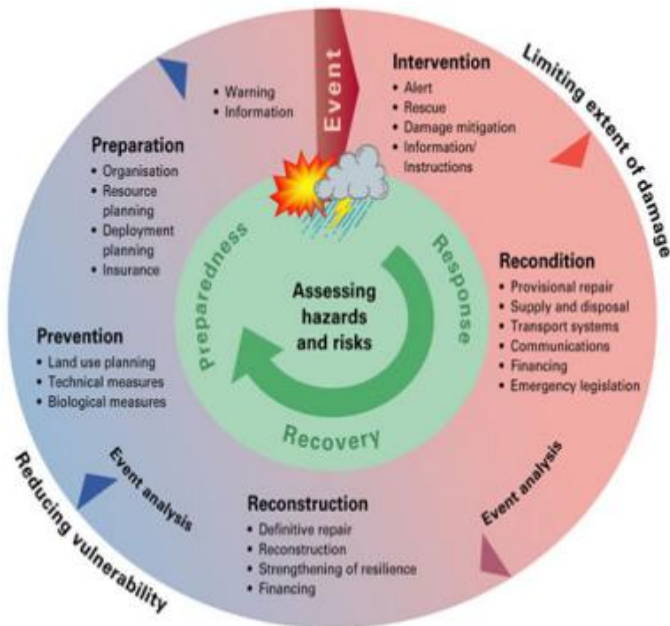 Event
Intervention
• Alert
• Rescue
• Damage mitigation
• Information/
Instructions
Limiting extent of damage
Recondition
• Provisional repair
• Supply and disposal
• Transport systems
• Communications
• Financing
• Emergency legislation
Event analysis
Reconstruction
• Definitive repair
• Reconstruction
• Strengthening of resilience
• Financing
Event analysis
Reducing vulnerability
Prevention
• Land use planning
• Technical measures
• Biological measures
Preparation
• Organisation
• Resource
planning
• Deployment
planning
• Insurance
• Warning
• Information
Preparedness
Response
Recovery
Assessing
hazards
and risks